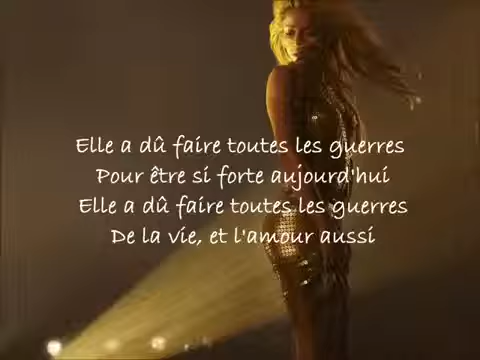 Elle a dû faire toutes les guerres
Pour être si forte aujourd'hui
Elle a dû faire toutes les guerres
De la vie, et l'amour aussi